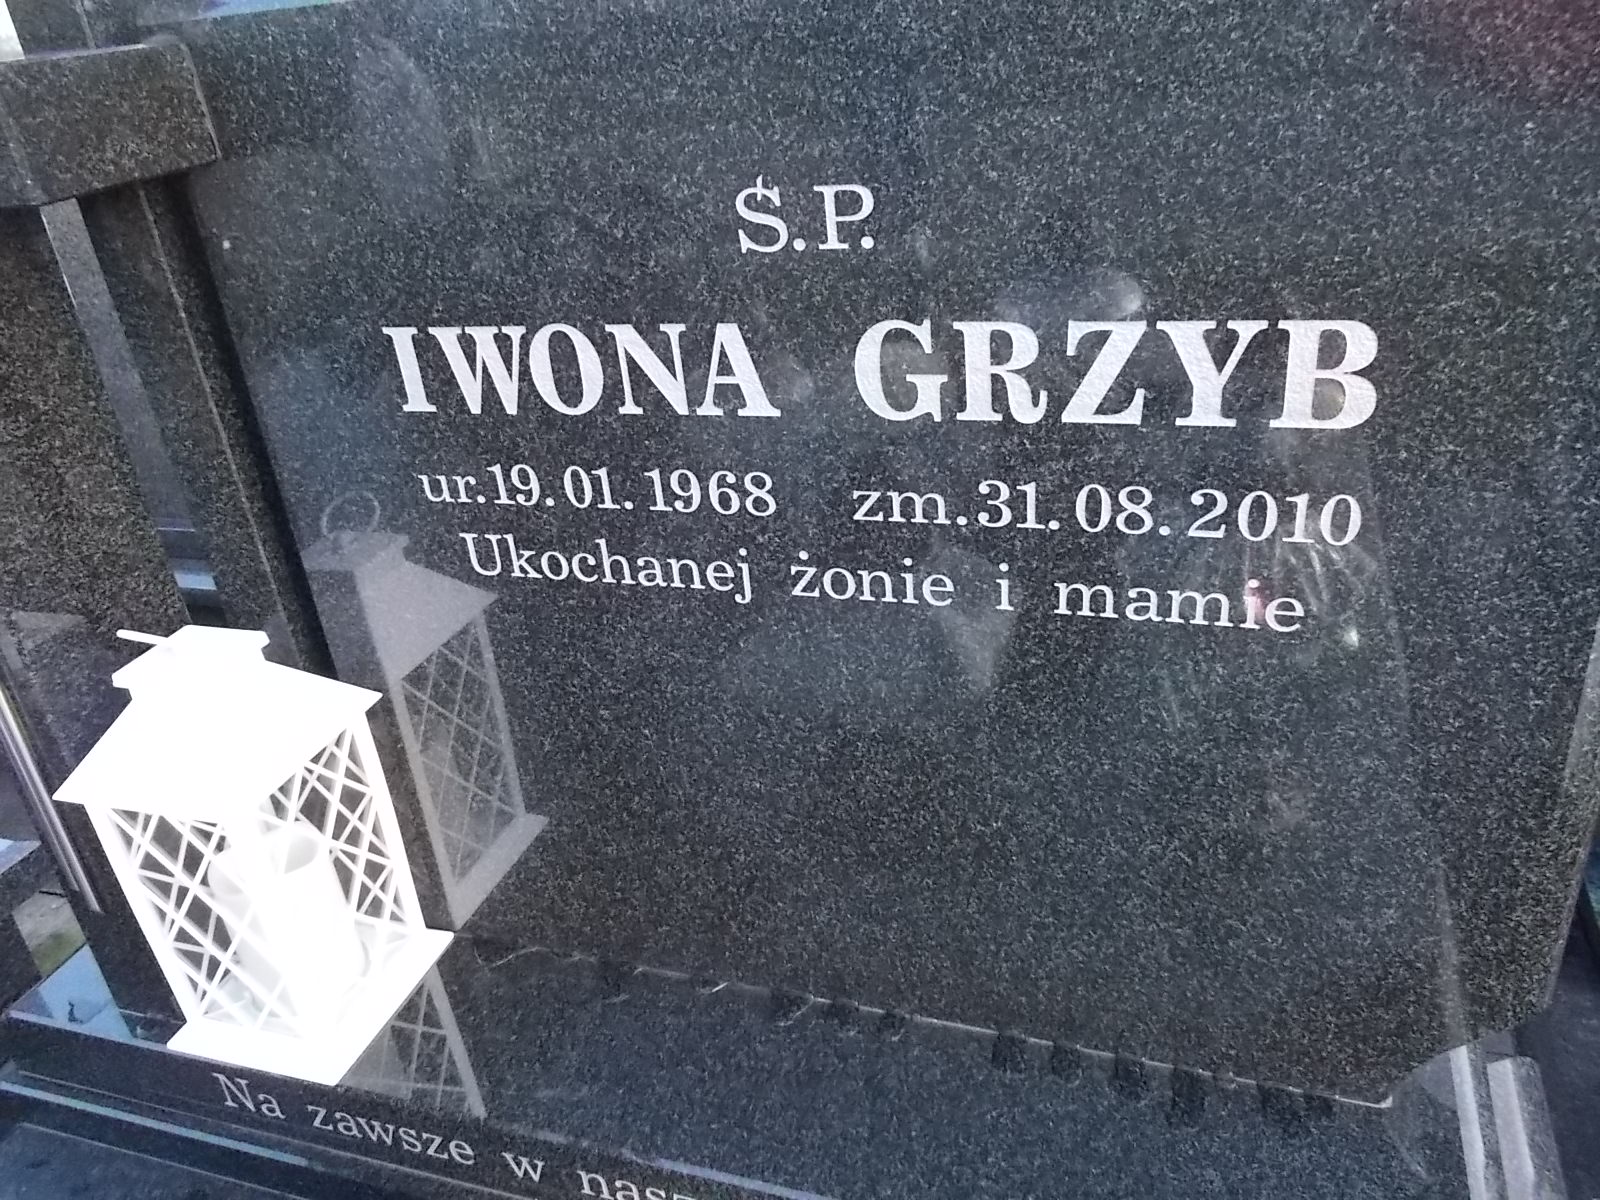 Ś.P.
IWONA GRZYB
ur. 19.01.1968 zm. 31.08.2010
Ukochanej żonie i mamie
Na zawsze w